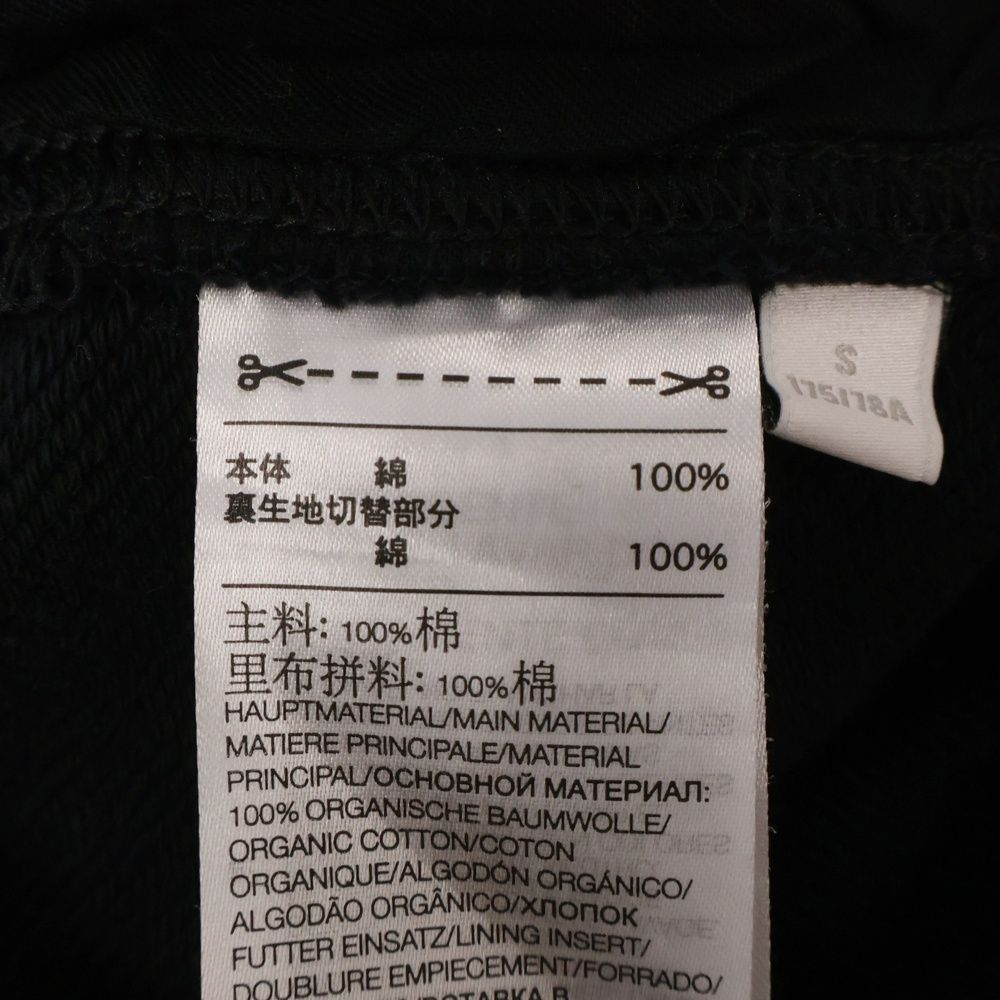 本体 綿 100%
裏生地切替部分
綿 100%
主料: 100%棉
里布拼料: 100%棉
HAUPTMATERIAL/MAIN MATERIAL/
MATIERE PRINCIPALE/MATERIAL
PRINCIPAL/ОСНОВНОЙ МАТЕРИАЛ:
100% ORGANISCHE BAUMWOLLE/
ORGANIC COTTON/COTON
ORGANIQUE/ALGODÓN ORGÁNICO/
ALGODÃO ORGÂNICO/ХЛОПОК
FUTTER EINSATZ/LINING INSERT/
DOUBLURE EMPIECEMENT/FORRADO/